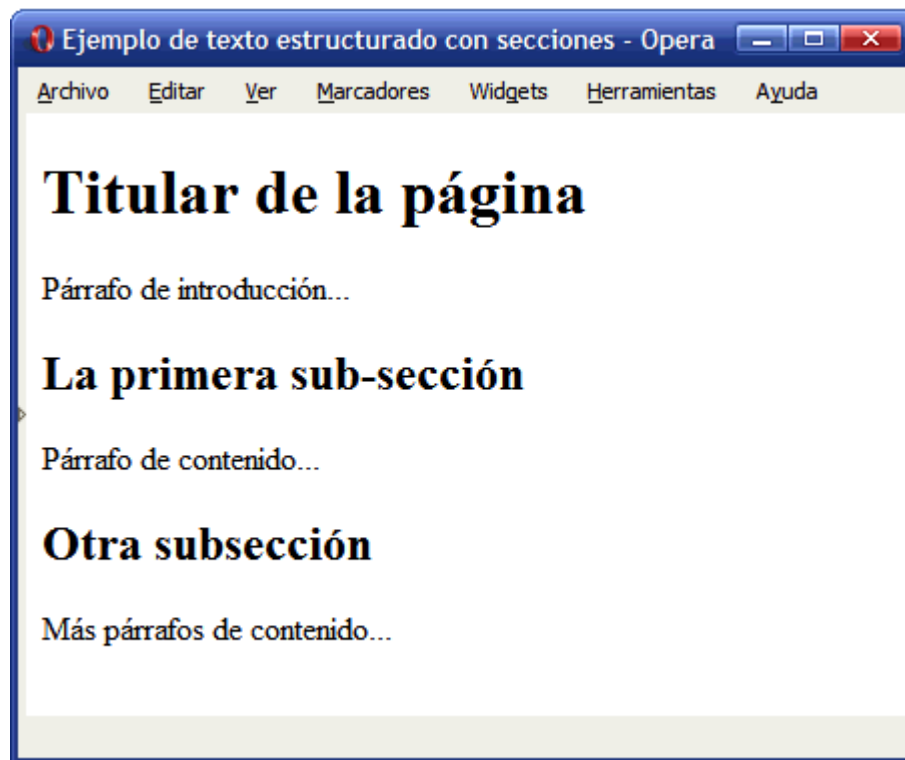 Ejemplo de texto estructurado con secciones - Opera
Archivo Editar Ver Marcadores Widgets Herramientas Ayuda
Titular de la página
Párrafo de introducción...
La primera sub-sección
Párrafo de contenido...
Otra subsección
Más párrafos de contenido...